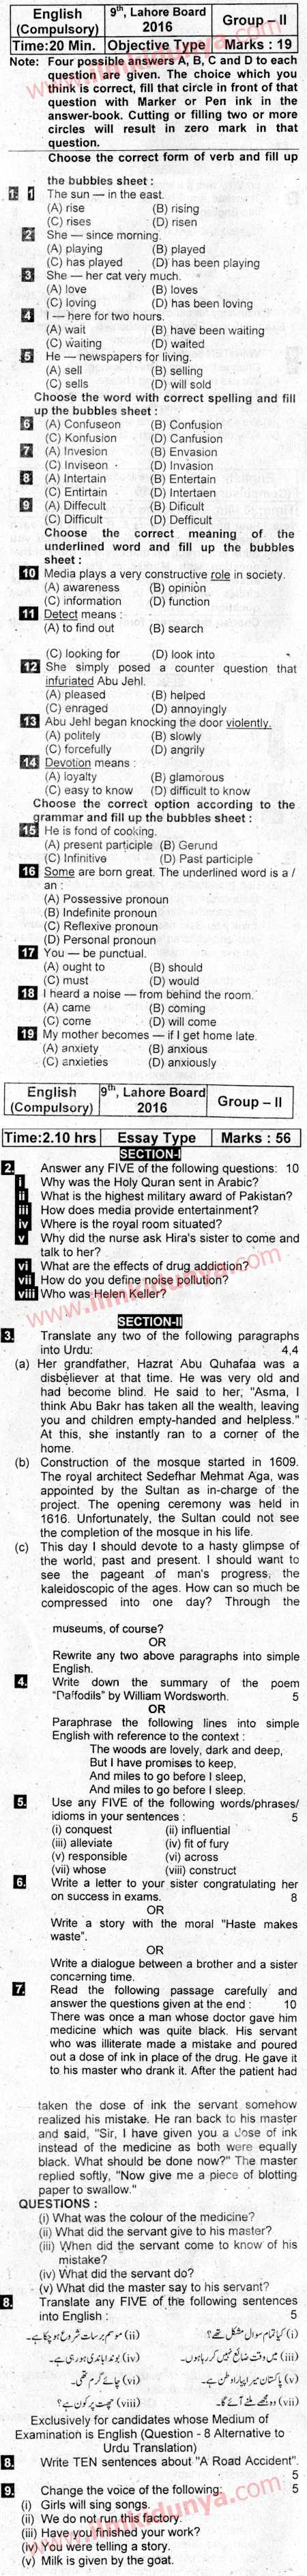 English (Compulsory)
9th, Lahore Board 2016
Group – II
Time:20 Min.
Objective Type
Marks : 19
Note: Four possible answers A, B, C and D to each
question are given. The choice which you
think is correct, fill that circle in front of that
question with Marker or Pen ink in the
answer-book. Cutting or filling two or more
circles will result in zero mark in that
question.
Choose the correct form of verb and fill up
the bubbles sheet :
1. 1 The sun — in the east.
(A) rise (B) rising
(C) rises (D) risen
2 She — since morning.
(A) playing (B) played
(C) has played (D) has been playing
3 She — her cat very much.
(A) love (B) loves
(C) loving (D) has been loving
4 I — here for two hours.
(A) wait (B) have been waiting
(C) waiting (D) waited
5 He — newspapers for living.
(A) sell (B) selling
(C) sells (D) will sold
Choose the word with correct spelling and fill
up the bubbles sheet :
6 (A) Confuseon (B) Confusion
(C) Konfusion (D) Canfusion
7 (A) Invesion (B) Envasion
(C) Inviseon (D) Invasion
8 (A) Intertain (B) Entertain
(C) Entirtain (D) Intertaen
9 (A) Diffecult (B) Dificult
(C) Difficult (D) Defficult
Choose the correct meaning of the
underlined word and fill up the bubbles
sheet :
10 Media plays a very constructive role in society.
(A) awareness (B) opinion
(C) information (D) function
11 Detect means :
(A) to find out (B) search
(C) looking for (D) look into
12 She simply posed a counter question that
infuriated Abu Jehl.
(A) pleased (B) helped
(C) enraged (D) annoyingly
13 Abu Jehl began knocking the door violently.
(A) politely (B) slowly
(C) forcefully (D) angrily
14 Devotion means :
(A) loyalty (B) glamorous
(C) easy to know (D) difficult to know
Choose the correct option according to the
grammar and fill up the bubbles sheet :
15 He is fond of cooking.
(A) present participle (B) Gerund
(C) Infinitive (D) Past participle
16 Some are born great. The underlined word is a /
an :
(A) Possessive pronoun
(B) Indefinite pronoun
(C) Reflexive pronoun
(D) Personal pronoun
17 You — be punctual.
(A) ought to (B) should
(C) must (D) would
18 I heard a noise — from behind the room.
(A) came (B) coming
(C) come (D) will come
19 My mother becomes — if I get home late.
(A) anxiety (B) anxious
(C) anxieties (D) anxiously
English (Compulsory)
9th, Lahore Board 2016
Group – II
Time:2.10 hrs
Essay Type
Marks : 56
SECTION-I
2. Answer any FIVE of the following questions: 10
i Why was the Holy Quran sent in Arabic?
ii What is the highest military award of Pakistan?
iii How does media provide entertainment?
iv Where is the royal room situated?
v Why did the nurse ask Hira's sister to come and
talk to her?
vi What are the effects of drug addiction?
vii How do you define noise pollution?
viii Who was Helen Keller?
SECTION-II
3. Translate any two of the following paragraphs
into Urdu: 4,4
(a) Her grandfather, Hazrat Abu Quhafaa was a
disbeliever at that time. He was very old and
had become blind. He said to her, "Asma, I
think Abu Bakr has taken all the wealth, leaving
you and children empty-handed and helpless."
At this, she instantly ran to a corner of the
home.
(b) Construction of the mosque started in 1609.
The royal architect Sedefhar Mehmat Aga, was
appointed by the Sultan as in-charge of the
project. The opening ceremony was held in
1616. Unfortunately, the Sultan could not see
the completion of the mosque in his life.
(c) This day I should devote to a hasty glimpse of
the world, past and present. I should want to
see the pageant of man's progress, the
kaleidoscopic of the ages. How can so much be
compressed into one day? Through the
museums, of course?
OR
Rewrite any two above paragraphs into simple
English.
4. Write down the summary of the poem
"Daffodils" by William Wordsworth. 5
OR
Paraphrase the following lines into simple
English with reference to the context :
The woods are lovely, dark and deep,
But I have promises to keep,
And miles to go before I sleep,
And miles to go before I sleep.
5. Use any FIVE of the following words/phrases/
idioms in your sentences : 5
(i) conquest (ii) influential
(iii) alleviate (iv) fit of fury
(v) responsible (vi) across
(vii) whose (viii) construct
6. Write a letter to your sister congratulating her
on success in exams. 8
OR
Write a story with the moral "Haste makes
waste".
OR
Write a dialogue between a brother and a sister
concerning time.
7. Read the following passage carefully and
answer the questions given at the end : 10
There was once a man whose doctor gave him
medicine which was quite black. His servant
who was illiterate made a mistake and poured
out a dose of ink in place of the drug. He gave it
to his master who drank it. After the patient had
taken the dose of ink the servant somehow
realized his mistake. He ran back to his master
and said, "Sir, I have given you a dose of ink
instead of the medicine as both were equally
black. What should be done now?" The master
replied softly, "Now give me a piece of blotting
paper to swallow."
QUESTIONS :
(i) What was the colour of the medicine?
(ii) What did the servant give to his master?
(iii) When did the servant come to know of his
mistake?
(iv) What did the servant do?
(v) What did the master say to his servant?
8. Translate any FIVE of the following sentences
into English : 5
(i) کیا تمام سوال مشکل تھے؟ (ii) موسم برسات شروع ہو چکا ہے۔
(iii) میں وقت ضائع نہیں کر رہا ہوں۔ (iv) بوندا باندی ہو رہی ہے۔
(v) پاکستان میرا پیارا وطن ہے۔ (vi) چائے گرم تھی۔
(vii) وہ مجھے ملنے آئے گا۔ (viii) چھت پر کون ہے؟
Exclusively for candidates whose Medium of
Examination is English (Question - 8 Alternative to
Urdu Translation)
8. Write TEN sentences about "A Road Accident".
5
9. Change the voice of the following: 5
(i) Girls will sing songs.
(ii) We do not run this factory.
(iii) Have you finished your work?
(iv) You were telling a story.
(v) Milk is given by the goat.
www.ilmkidunya.com
www.ilmkidunya.com
www.ilmkidunya.com